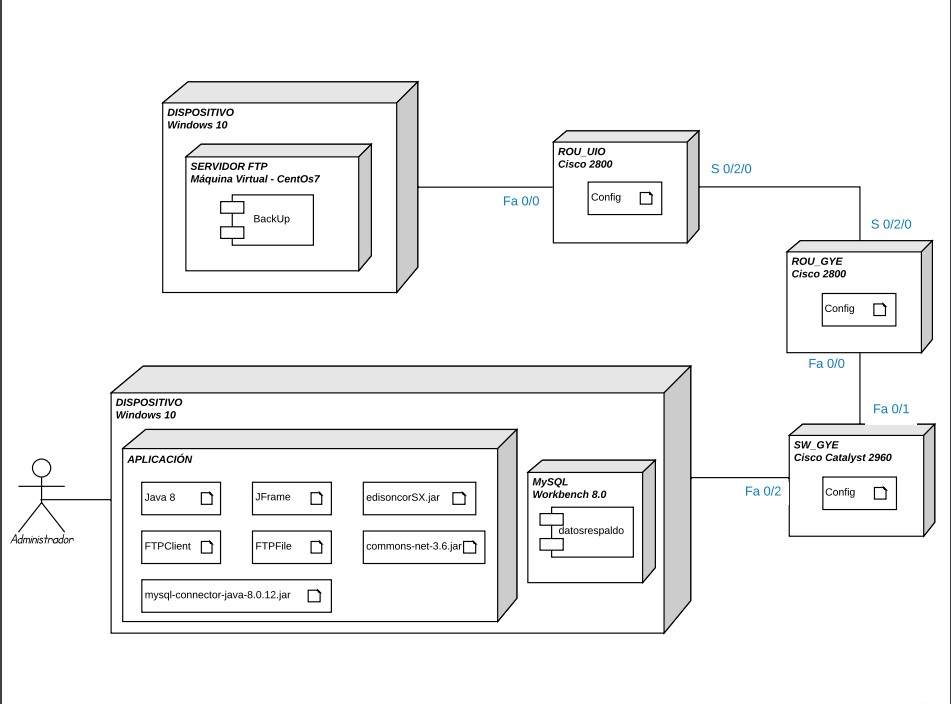 DISPOSITIVO
Windows 10
SERVIDOR FTP
Máquina Virtual - CentOs7
BackUp
Fa 0/0
ROU_UIO
Cisco 2800
Config
S 0/2/0
S 0/2/0
ROU_GYE
Cisco 2800
Config
Fa 0/0
Fa 0/1
SW_GYE
Cisco Catalyst 2960
Config
Fa 0/2
DISPOSITIVO
Windows 10
APLICACIÓN
Java 8
JFrame
edisoncorSX.jar
FTPClient
FTPFile
commons-net-3.6.jar
mysql-connector-java-8.0.12.jar
MySQL
Workbench 8.0
datosrespaldo
Administrador